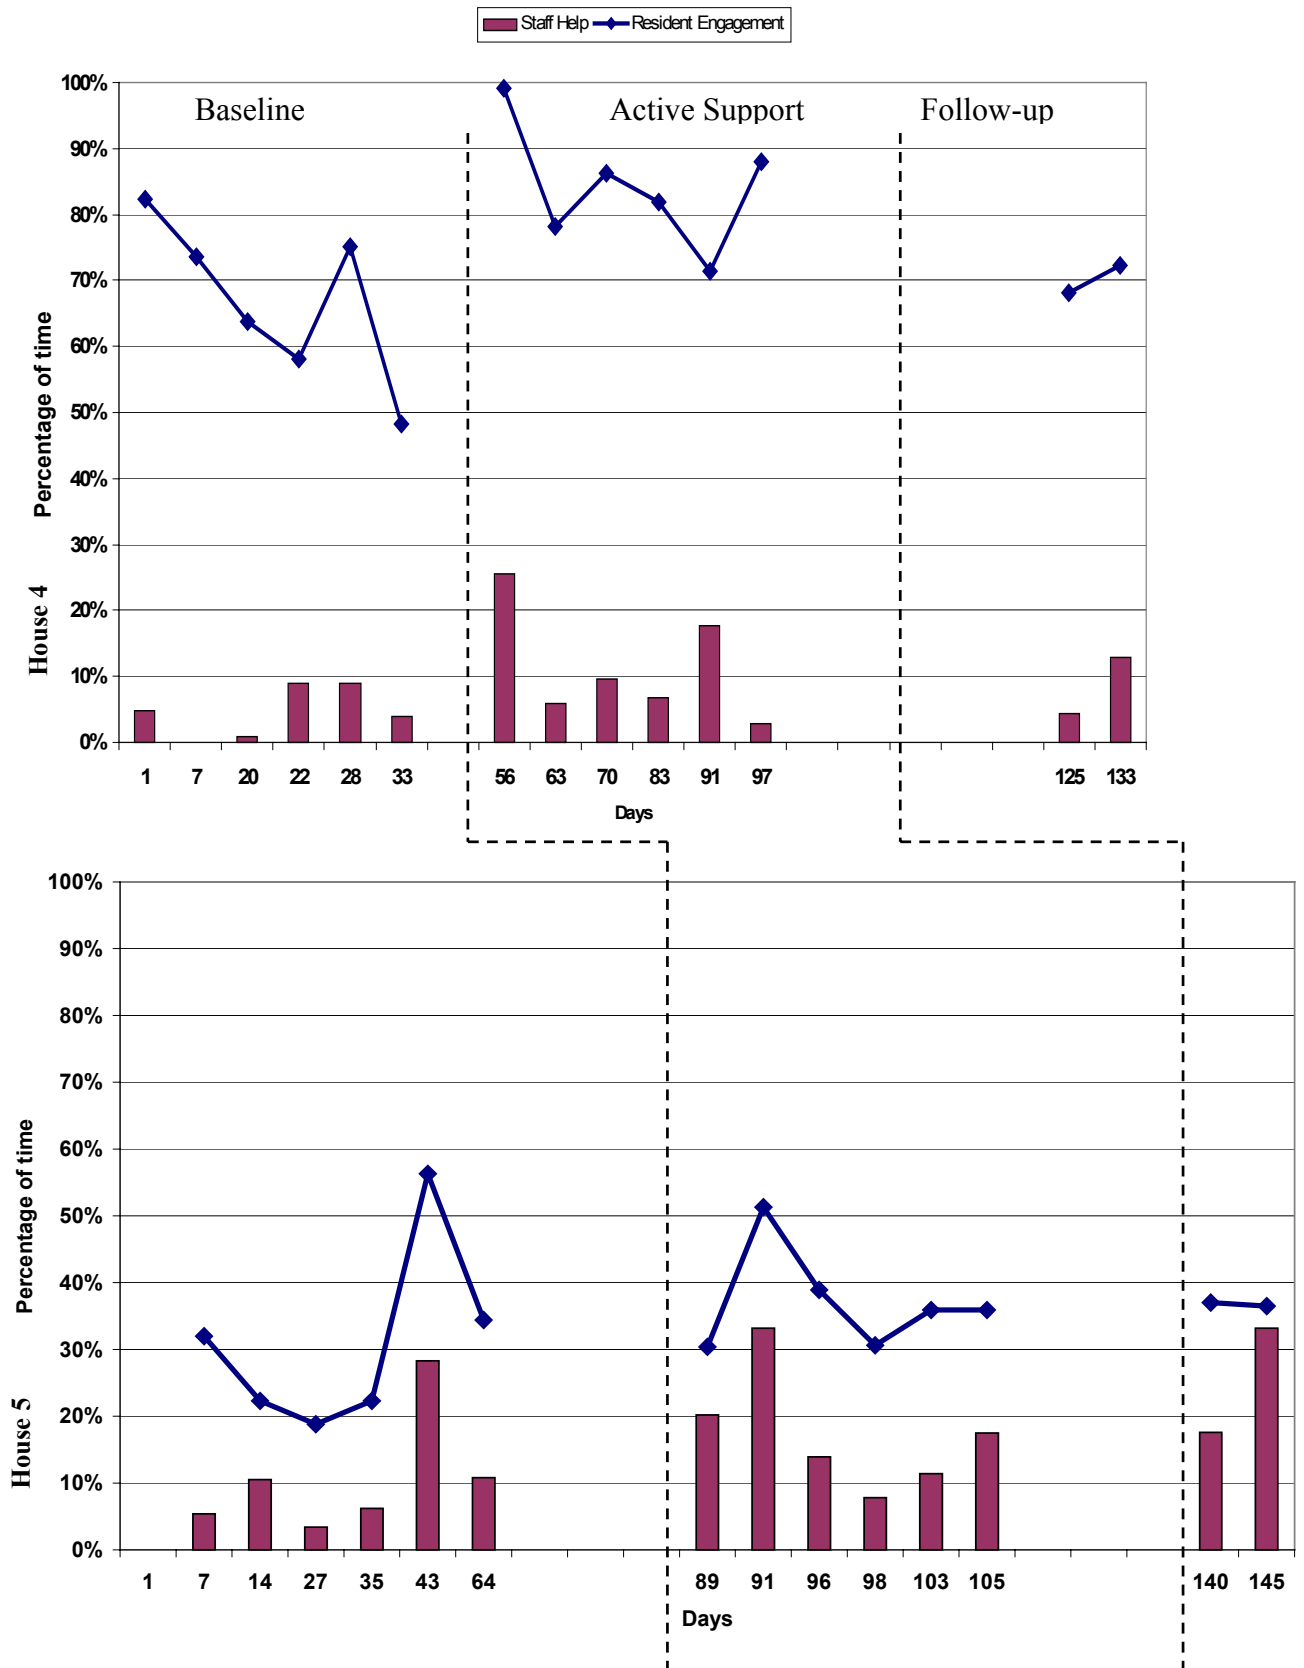 Staff Help Resident Engagement
Baseline Active Support Follow-up
100%
90%
80%
70%
60%
50%
40%
30%
20%
10%
0%
Percentage of time
House 4
1 7 20 22 28 33 56 63 70 83 91 97 125 133
Days
100%
90%
80%
70%
60%
50%
40%
30%
20%
10%
0%
Percentage of time
House 5
1 7 14 27 35 43 64 89 91 96 98 103 105 140 145
Days